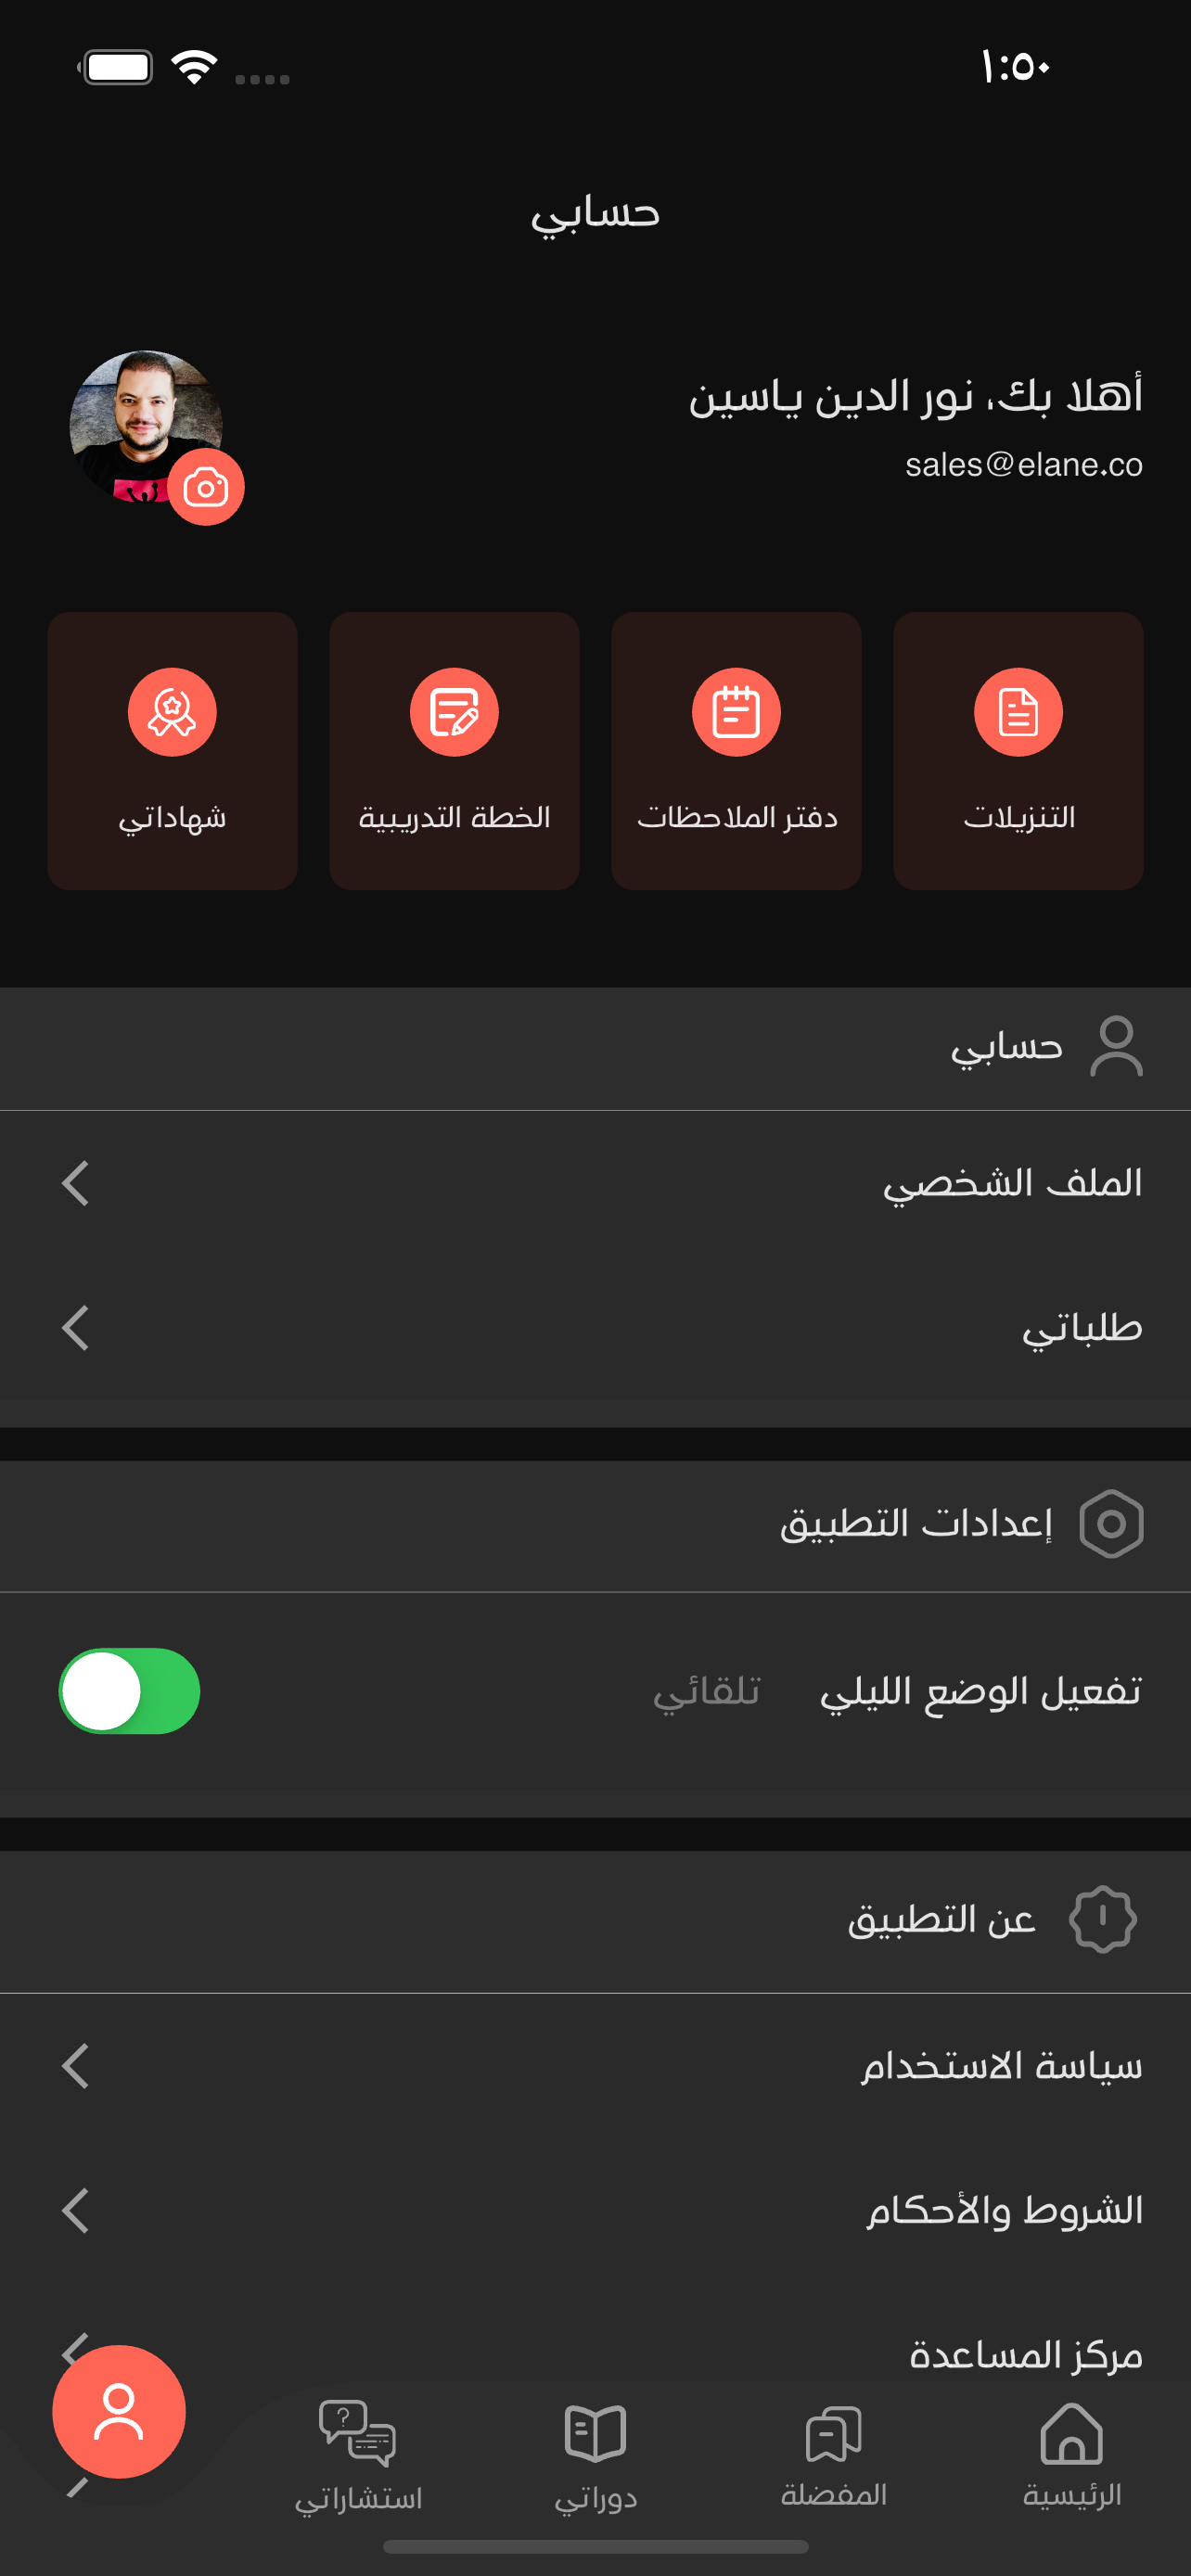 ١:٥٠
حسابي
أهلا بك، نور الدين ياسين
sales@elane.co
التنزيلات
دفتر الملاحظات
الخطة التدريبية
شهاداتي
حسابي
الملف الشخصي
طلباتي
إعدادات التطبيق
تفعيل الوضع الليلي تلقائي
عن التطبيق
سياسة الاستخدام
الشروط والأحكام
مركز المساعدة
الرئيسية
المفضلة
دوراتي
استشاراتي